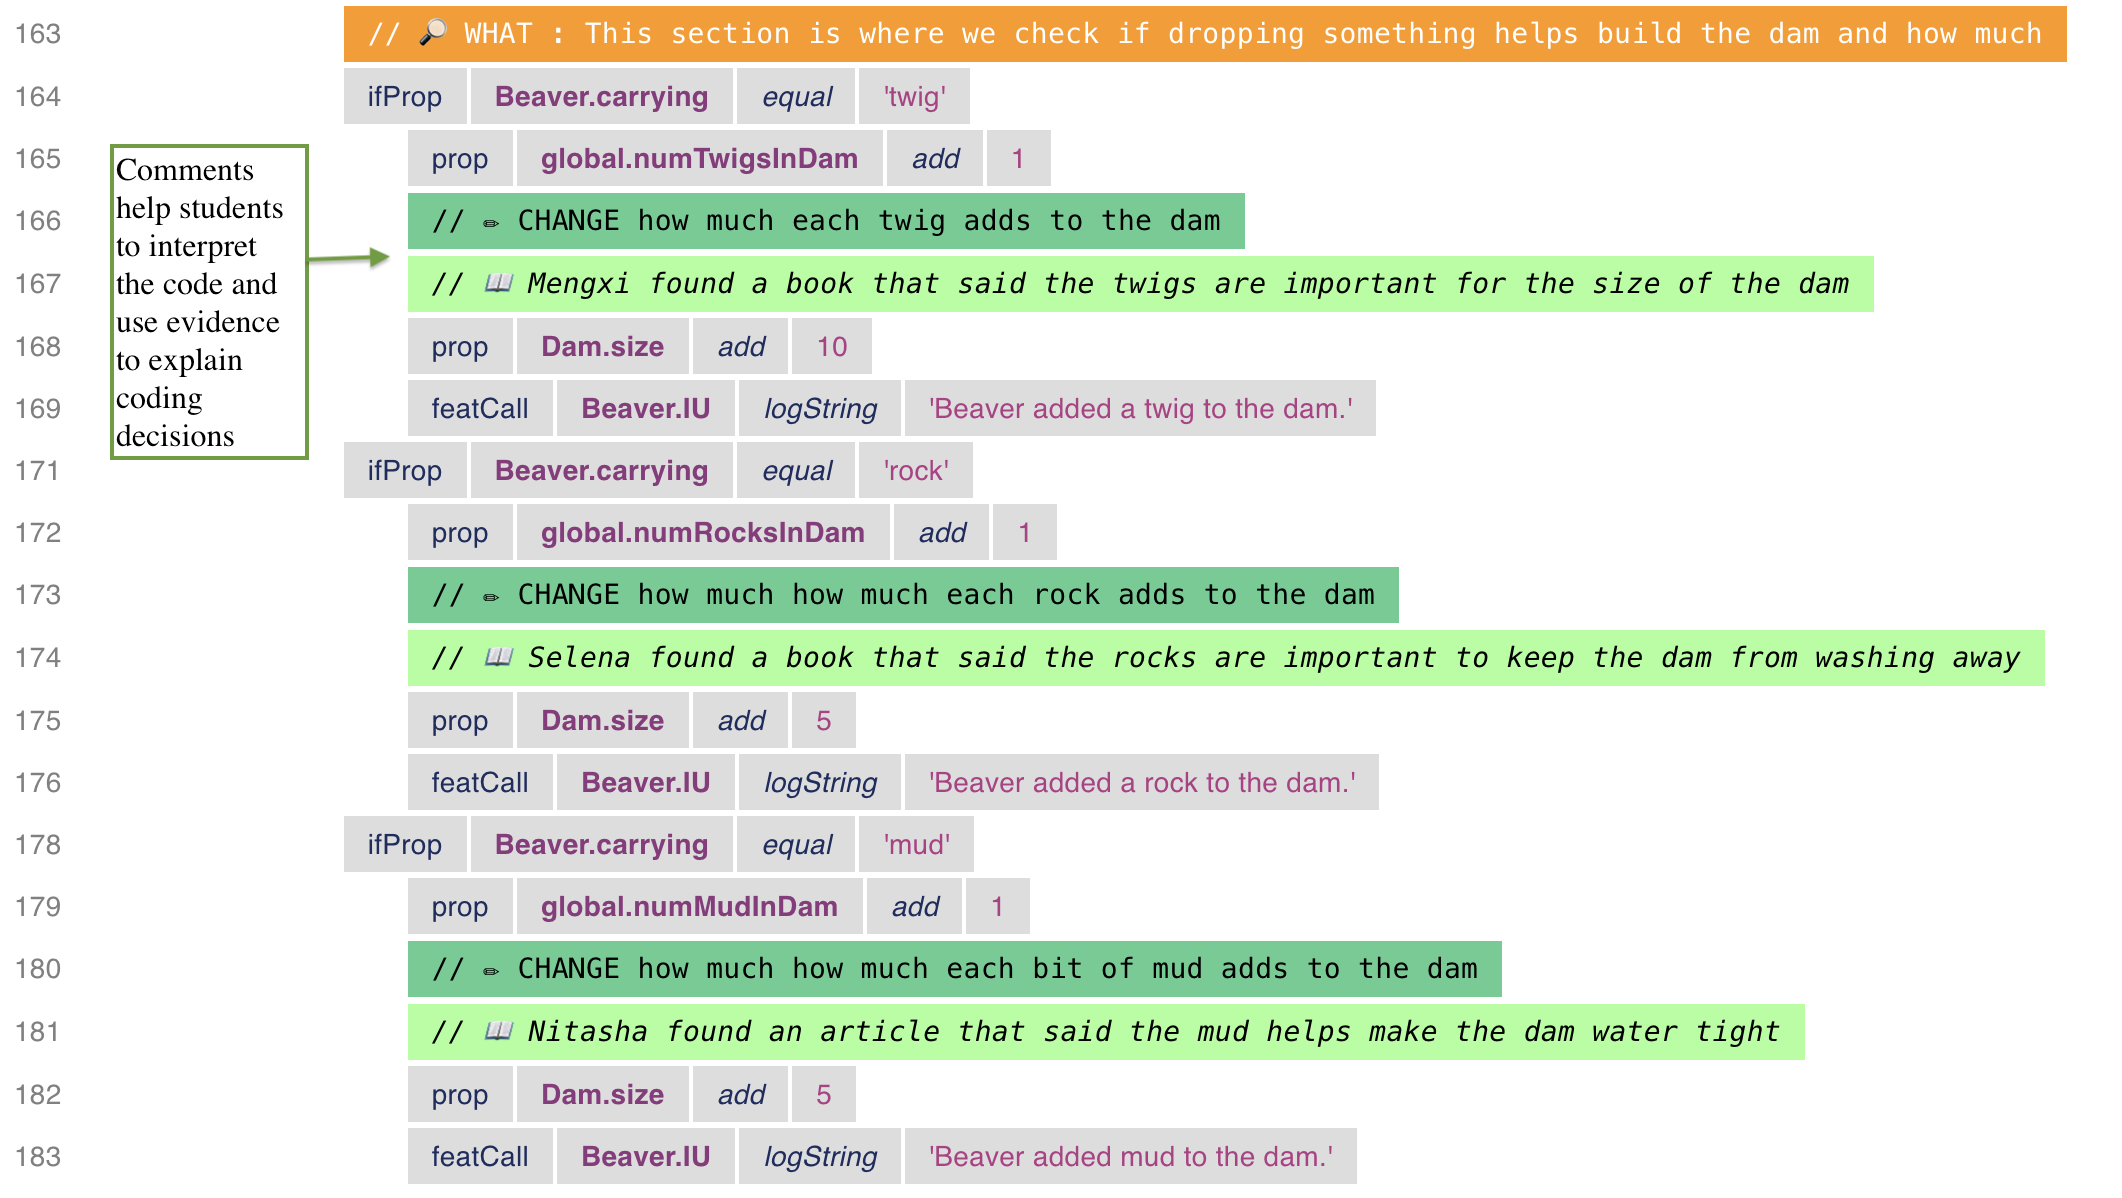 163 // 🔎 WHAT : This section is where we check if dropping something helps build the dam and how much
164 ifProp Beaver.carrying equal 'twig'
165 prop global.numTwigsInDam add 1
166 // ✏ CHANGE how much each twig adds to the dam
167 // 📖 Mengxi found a book that said the twigs are important for the size of the dam
168 prop Dam.size add 10
169 featCall Beaver.IU logString 'Beaver added a twig to the dam.'
171 ifProp Beaver.carrying equal 'rock'
172 prop global.numRocksInDam add 1
173 // ✏ CHANGE how much how much each rock adds to the dam
174 // 📖 Selena found a book that said the rocks are important to keep the dam from washing away
175 prop Dam.size add 5
176 featCall Beaver.IU logString 'Beaver added a rock to the dam.'
178 ifProp Beaver.carrying equal 'mud'
179 prop global.numMudInDam add 1
180 // ✏ CHANGE how much how much each bit of mud adds to the dam
181 // 📖 Nitasha found an article that said the mud helps make the dam water tight
182 prop Dam.size add 5
183 featCall Beaver.IU logString 'Beaver added mud to the dam.'
Comments
help students
to interpret
the code and
use evidence
to explain
coding
decisions